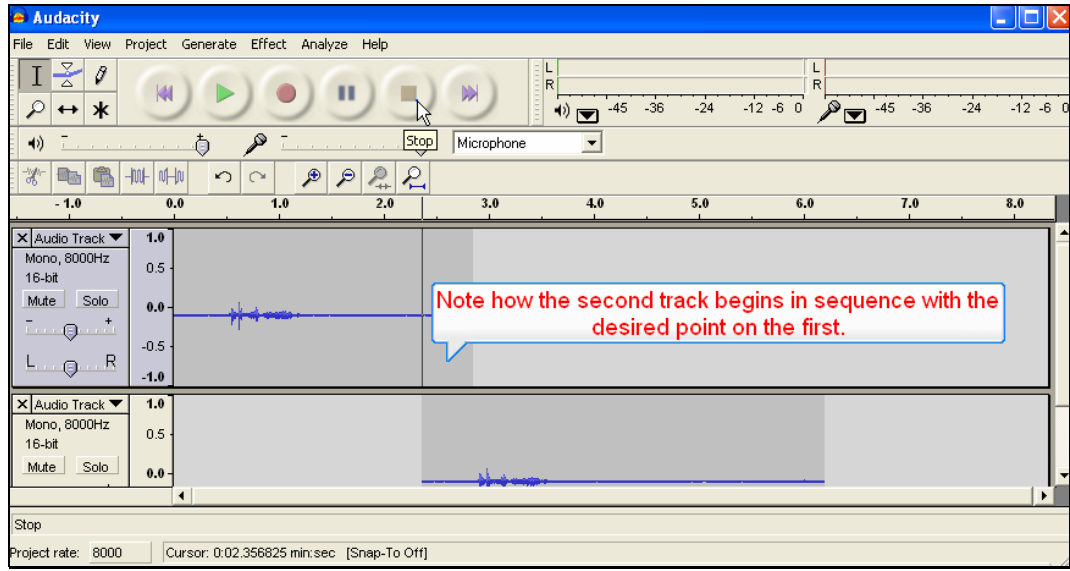 Audacity
File Edit View Project Generate Effect Analyze Help
L
R
-45 -36 -24 -12 -6 0
L
R
-45 -36 -24 -12 -6 0
Stop
Microphone
- 1.0 0.0 1.0 2.0 3.0 4.0 5.0 6.0 7.0 8.0
X Audio Track
Mono, 8000Hz
16-bit
Mute Solo
- +
L R
1.0
0.5
0.0
-0.5
-1.0
Note how the second track begins in sequence with the
desired point on the first.
X Audio Track
Mono, 8000Hz
16-bit
Mute Solo
1.0
0.5
0.0
Stop
Project rate: 8000 Cursor: 0:02.356825 min:sec [Snap-To Off]